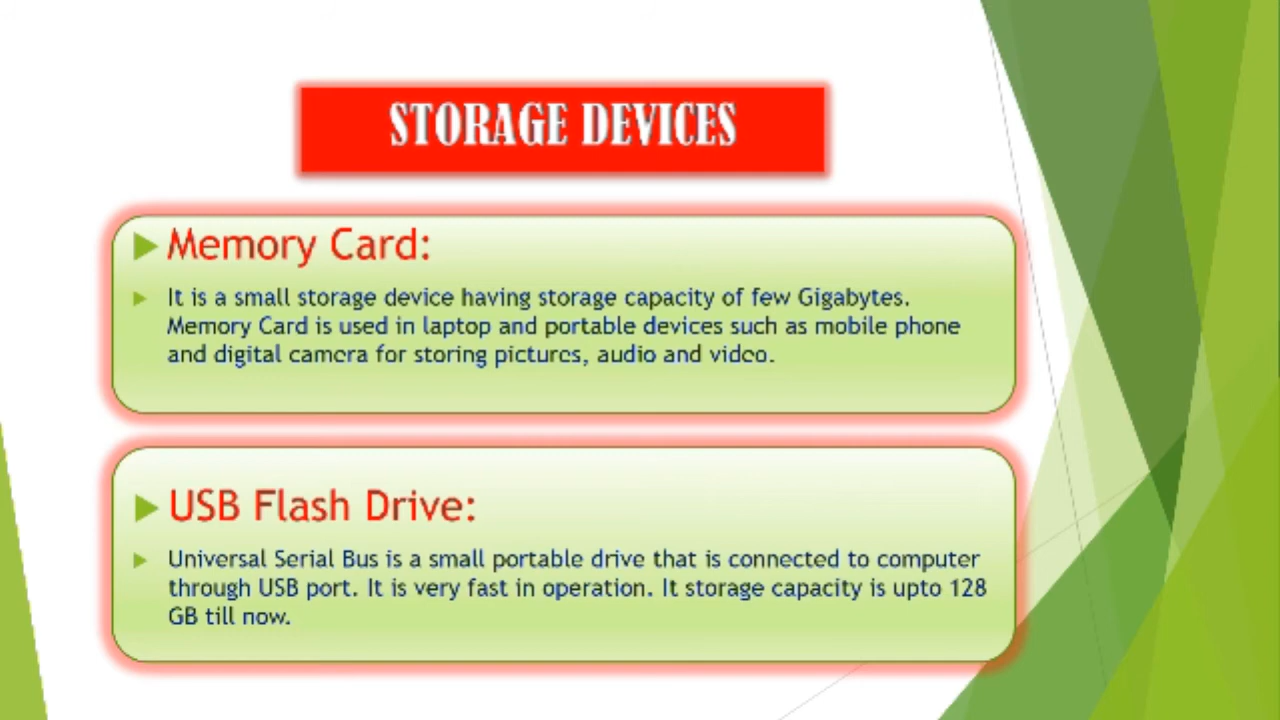 STORAGE DEVICES
Memory Card:
It is a small storage device having storage capacity of few Gigabytes.
Memory Card is used in laptop and portable devices such as mobile phone
and digital camera for storing pictures, audio and video.
USB Flash Drive:
Universal Serial Bus is a small portable drive that is connected to computer
through USB port. It is very fast in operation. It storage capacity is upto 128
GB till now.